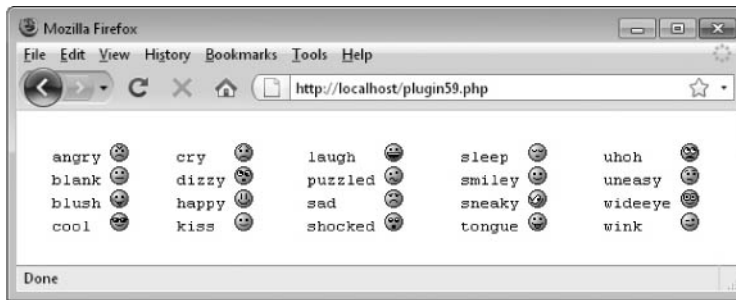 Mozilla Firefox
File Edit View History Bookmarks Tools Help
http://localhost/plugin59.php
angry cry laugh sleep uhoh
blank dizzy puzzled smiley uneasy
blush happy sad sneaky wideeye
cool kiss shocked tongue wink
Done